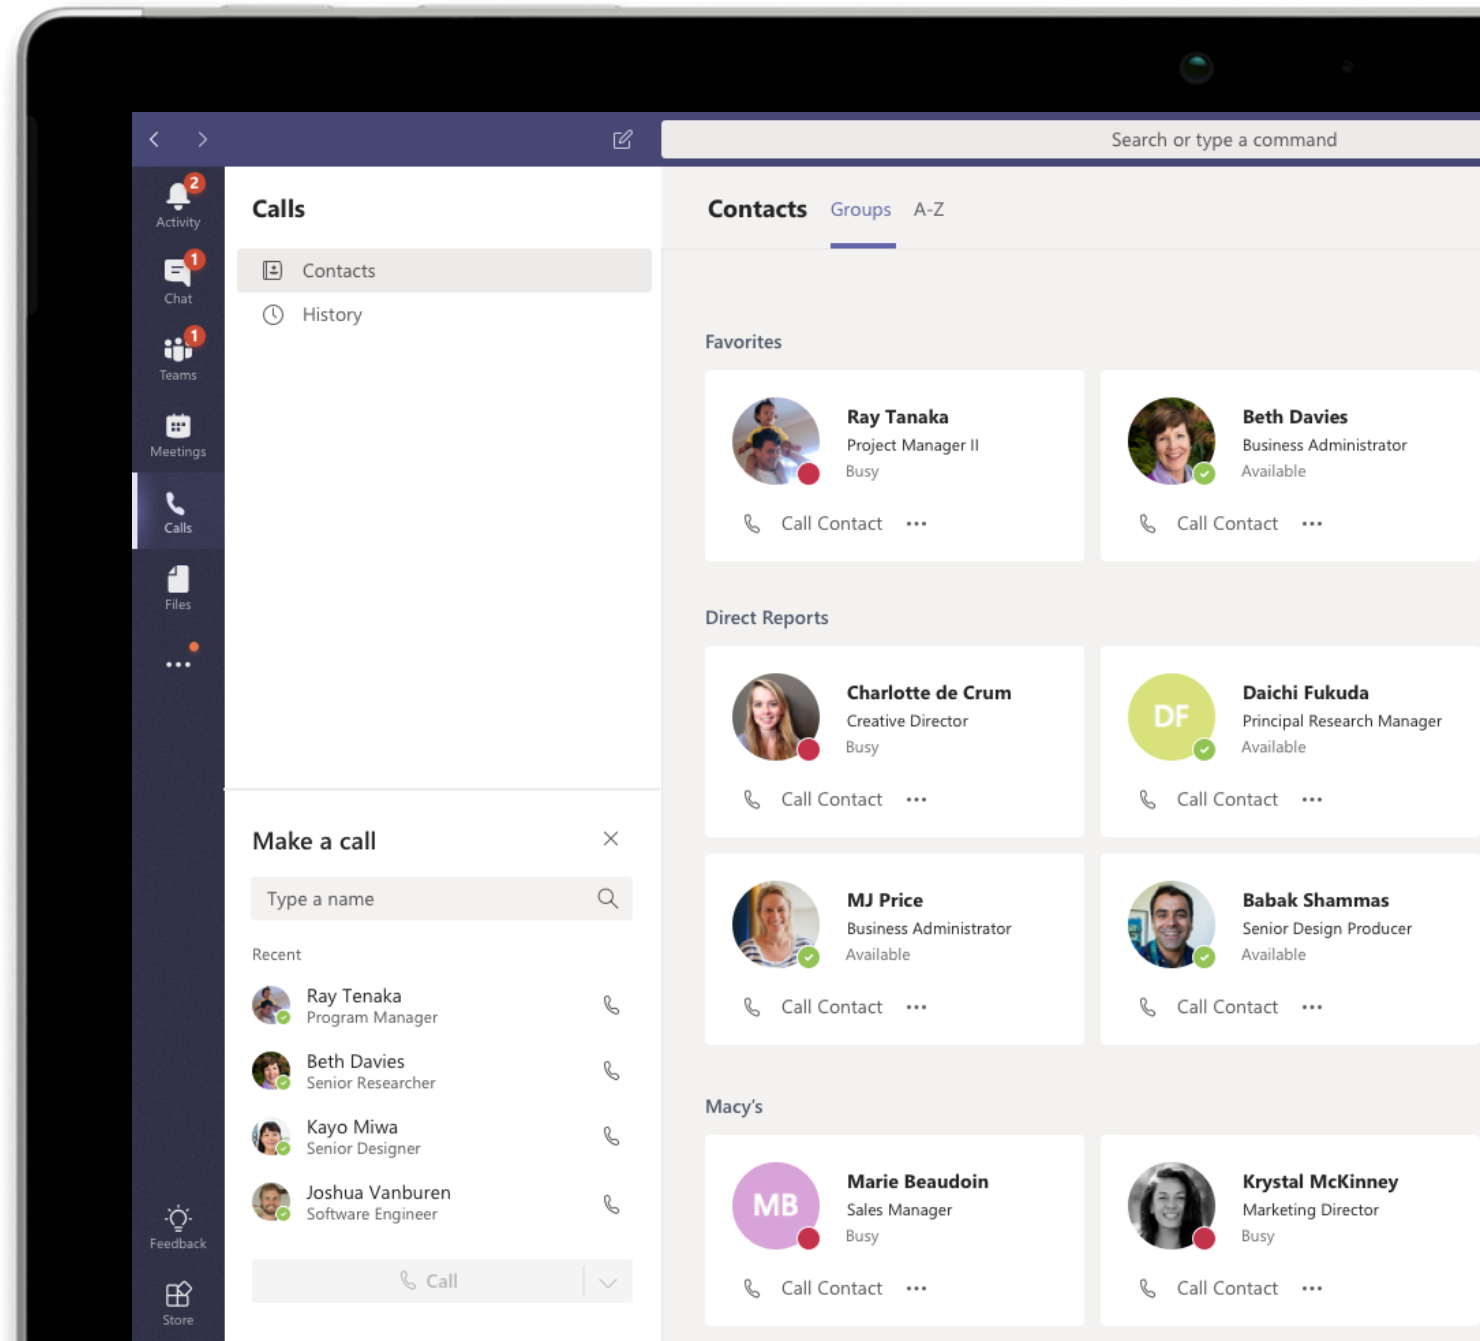 Search or type a command
2
Activity
1
Chat
1
Teams
Meetings
Calls
Files
Feedback
Store
Calls
Contacts
History
Make a call
Type a name
Recent
Ray Tenaka
Program Manager
Beth Davies
Senior Researcher
Kayo Miwa
Senior Designer
Joshua Vanburen
Software Engineer
Call
Contacts Groups A-Z
Favorites
Ray Tanaka
Project Manager II
Busy
Call Contact
Beth Davies
Business Administrator
Available
Call Contact
Direct Reports
Charlotte de Crum
Creative Director
Busy
Call Contact
DF
Daichi Fukuda
Principal Research Manager
Available
Call Contact
MJ Price
Business Administrator
Available
Call Contact
Babak Shammas
Senior Design Producer
Available
Call Contact
Macy's
MB
Marie Beaudoin
Sales Manager
Busy
Call Contact
Krystal McKinney
Marketing Director
Busy
Call Contact